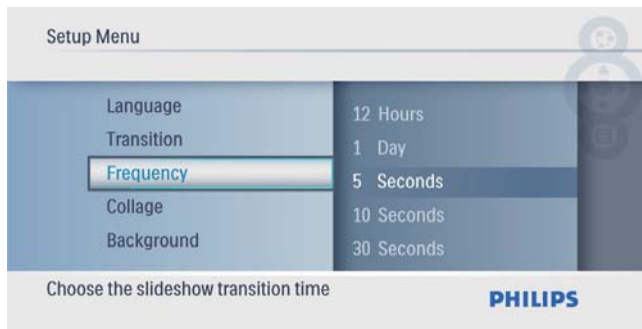 Setup Menu
Language
Transition
Frequency
Collage
Background
12 Hours
1 Day
5 Seconds
10 Seconds
30 Seconds
Choose the slideshow transition time
PHILIPS